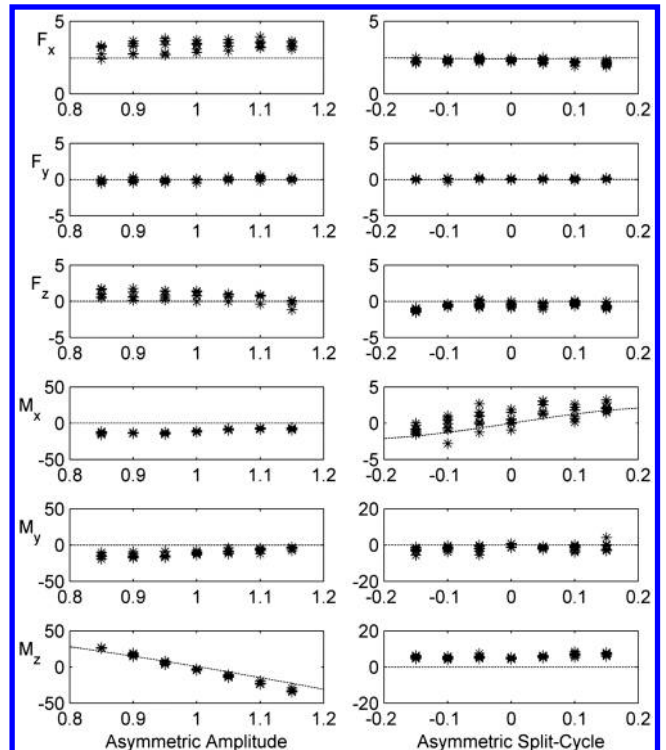 F_x 5 0 0.8 0.9 1 1.1 1.2 5 0 -0.2 -0.1 0 0.1 0.2
F_y 5 0 -5 0.8 0.9 1 1.1 1.2 5 0 -5 -0.2 -0.1 0 0.1 0.2
F_z 5 0 -5 0.8 0.9 1 1.1 1.2 5 0 -5 -0.2 -0.1 0 0.1 0.2
M_x 50 0 -50 0.8 0.9 1 1.1 1.2 5 0 -5 -0.2 -0.1 0 0.1 0.2
M_y 50 0 -50 0.8 0.9 1 1.1 1.2 20 0 -20 -0.2 -0.1 0 0.1 0.2
M_z 50 0 -50 0.8 0.9 1 1.1 1.2 20 0 -20 -0.2 -0.1 0 0.1 0.2
Asymmetric Amplitude Asymmetric Split-Cycle